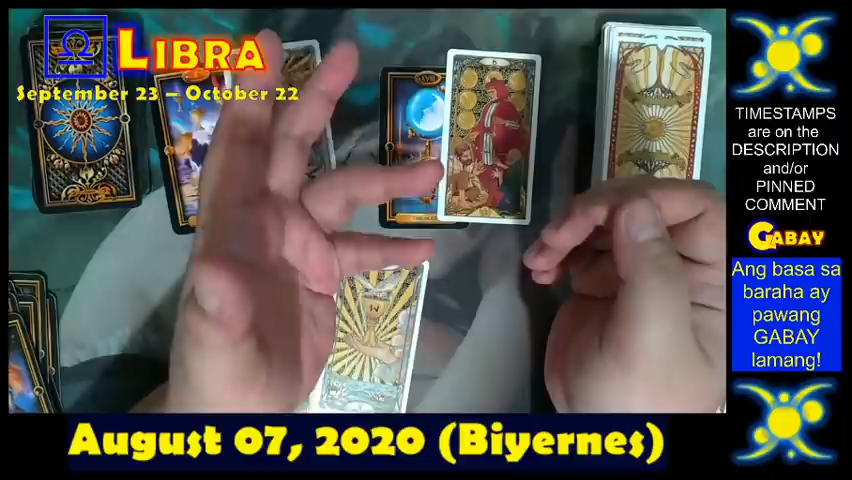 LIBRA
September 23 – October 22
TIMESTAMPS
are on the
DESCRIPTION
and/or
PINNED
COMMENT
GABAY
Ang basa sa
baraha ay
pawang
GABAY
lamang!
August 07, 2020 (Biyernes)